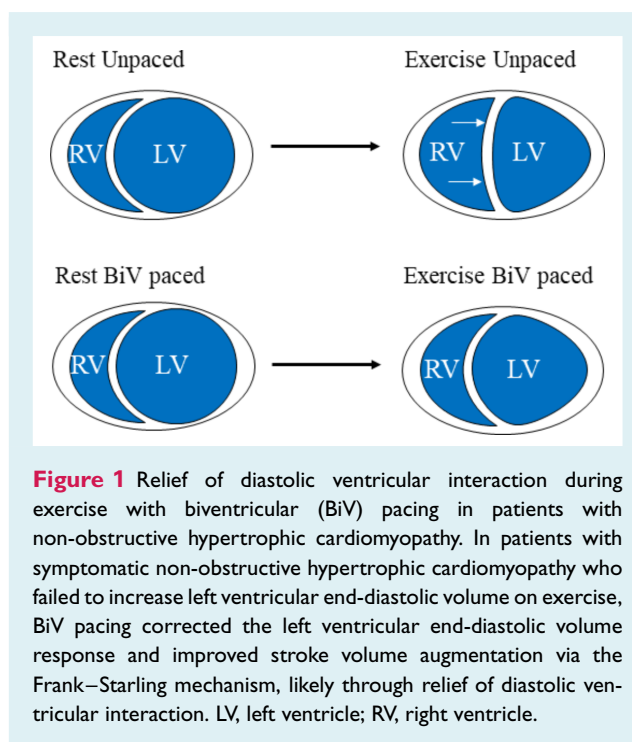 Rest Unpaced
Exercise Unpaced
RV
LV
RV
LV
Rest BiV paced
Exercise BiV paced
RV
LV
RV
LV
Figure 1 Relief of diastolic ventricular interaction during
exercise with biventricular (BiV) pacing in patients with
non-obstructive hypertrophic cardiomyopathy. In patients with
symptomatic non-obstructive hypertrophic cardiomyopathy who
failed to increase left ventricular end-diastolic volume on exercise,
BiV pacing corrected the left ventricular end-diastolic volume
response and improved stroke volume augmentation via the
Frank–Starling mechanism, likely through relief of diastolic ven-
tricular interaction. LV, left ventricle; RV, right ventricle.